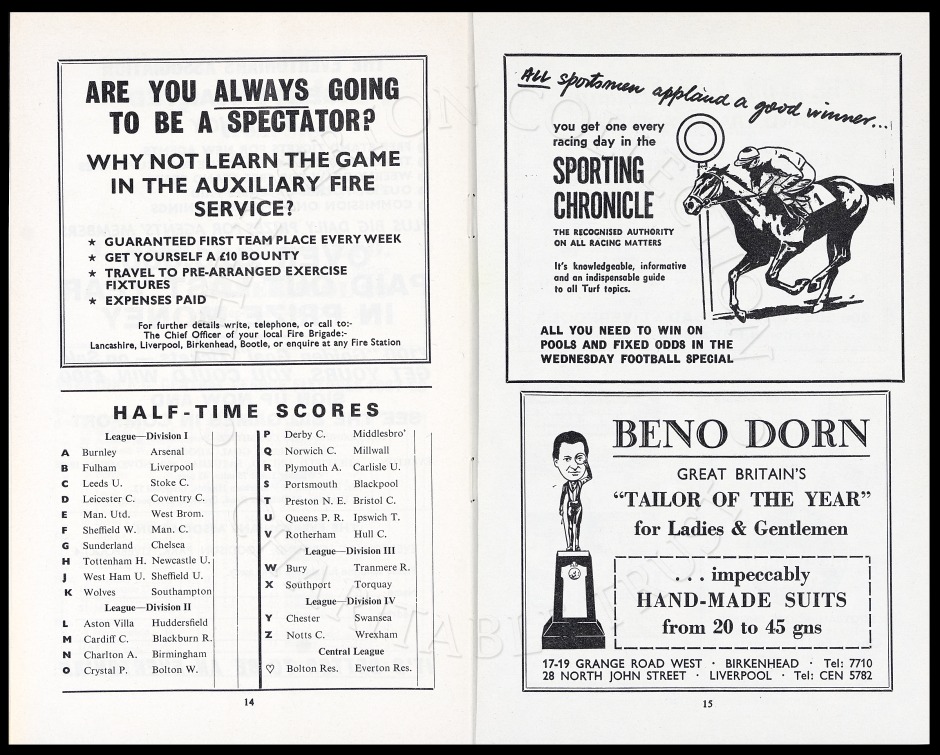 ARE YOU ALWAYS GOING
TO BE A SPECTATOR?
WHY NOT LEARN THE GAME
IN THE AUXILIARY FIRE
SERVICE?
★ GUARANTEED FIRST TEAM PLACE EVERY WEEK
★ GET YOURSELF A £10 BOUNTY
★ TRAVEL TO PRE-ARRANGED EXERCISE
FIXTURES
★ EXPENSES PAID
For further details write, telephone, or call to:-
The Chief Officer of your local Fire Brigade:-
Lancashire, Liverpool, Birkenhead, Bootle, or enquire at any Fire Station
HALF-TIME SCORES
League—Division I
A Burnley Arsenal
B Fulham Liverpool
C Leeds U. Stoke C.
D Leicester C. Coventry C.
E Man. Utd. West Brom.
F Sheffield W. Man. C.
G Sunderland Chelsea
H Tottenham H. Newcastle U.
J West Ham U. Sheffield U.
K Wolves Southampton
League—Division II
L Aston Villa Huddersfield
M Cardiff C. Blackburn R.
N Charlton A. Birmingham
O Crystal P. Bolton W.
P Derby C. Middlesbro'
Q Norwich C. Millwall
R Plymouth A. Carlisle U.
S Portsmouth Blackpool
T Preston N. E. Bristol C.
U Queens P. R. Ipswich T.
V Rotherham Hull C.
League—Division III
W Bury Tranmere R.
X Southport Torquay
League—Division IV
Y Chester Swansea
Z Notts C. Wrexham
Central League
♡ Bolton Res. Everton Res.
14
ALL sportsmen applaud a good winner...
you get one every
racing day in the
SPORTING
CHRONICLE
THE RECOGNISED AUTHORITY
ON ALL RACING MATTERS
It's knowledgeable, informative
and an indispensable guide
to all Turf topics.
1
ALL YOU NEED TO WIN ON
POOLS AND FIXED ODDS IN THE
WEDNESDAY FOOTBALL SPECIAL
BENO DORN
GREAT BRITAIN'S
"TAILOR OF THE YEAR"
for Ladies & Gentlemen
. . . impeccably
HAND-MADE SUITS
from 20 to 45 gns
17-19 GRANGE ROAD WEST · BIRKENHEAD · Tel: 7710
28 NORTH JOHN STREET · LIVERPOOL · Tel: CEN 5782
15